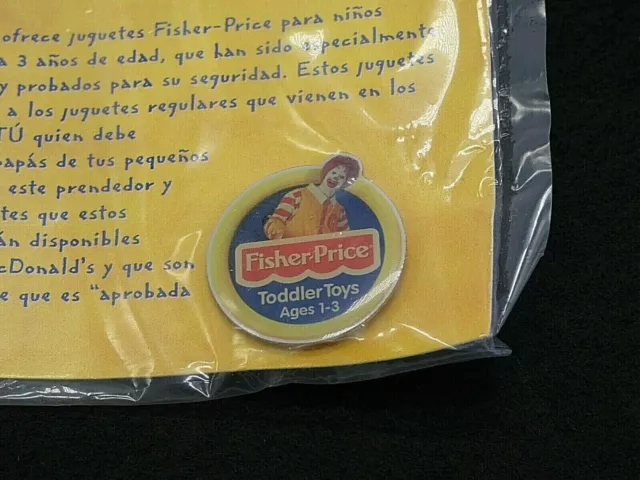 ofrece juguetes Fisher-Price para niños
a 3 años de edad, que han sido especialmente
y probados para su seguridad. Estos juguetes
a los juguetes regulares que vienen en los
TÚ quien debe
papás de tus pequeños
este prendedor y
tes que estos
án disponibles
cDonald's y que son
e que es "aprobada
Fisher-Price
Toddler Toys
Ages 1-3